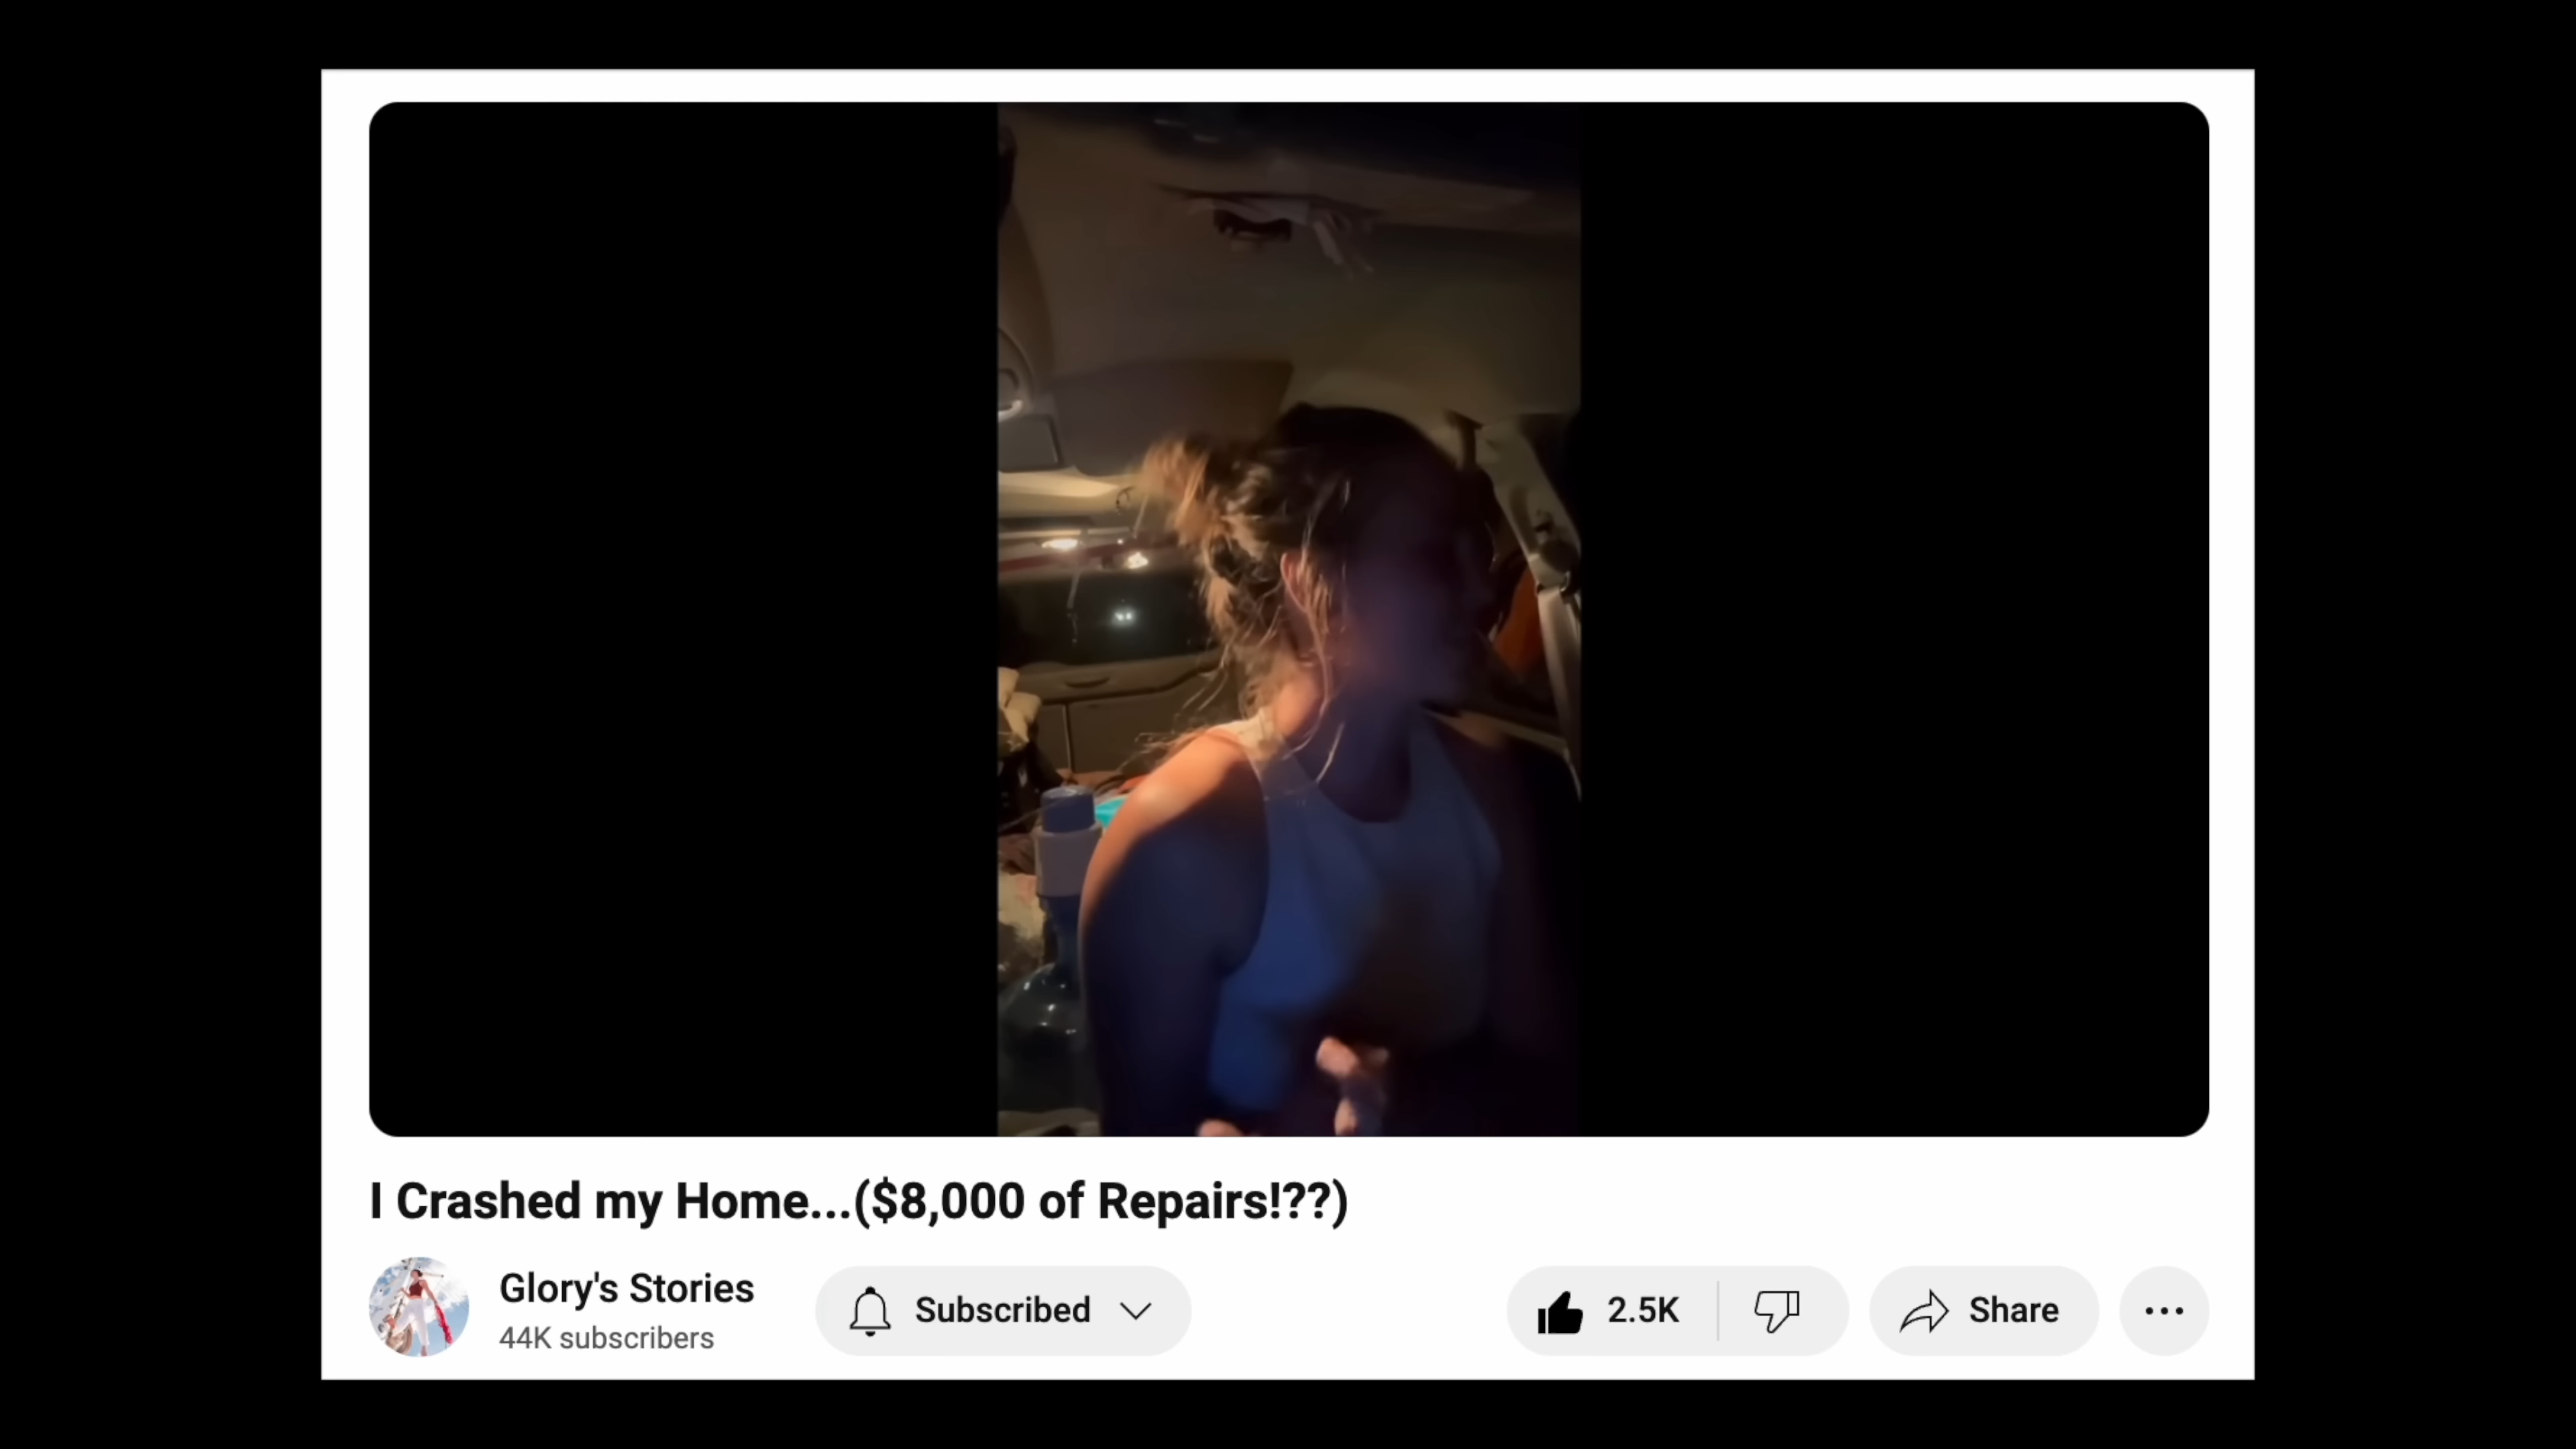 I Crashed my Home...($8,000 of Repairs!??)
Glory's Stories
44K subscribers
Subscribed
2.5K
Share